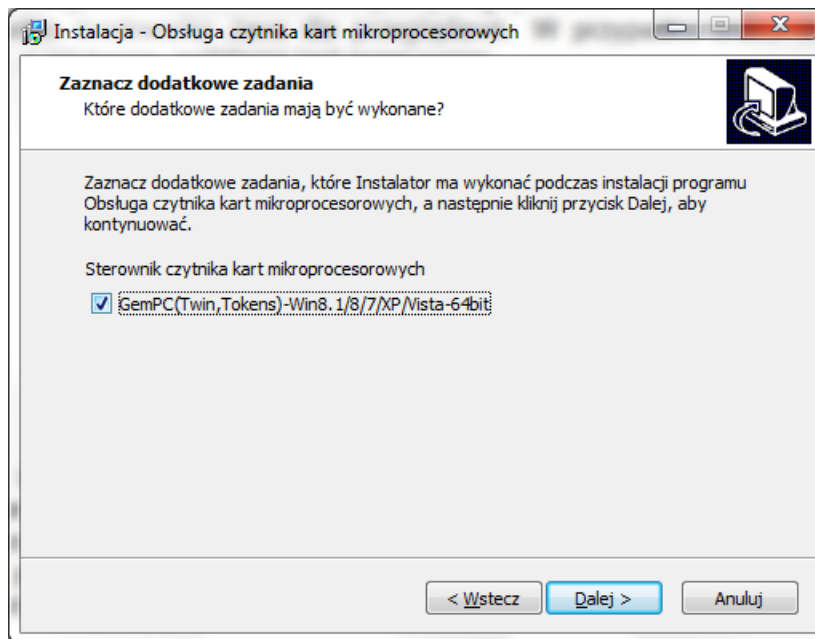 Instalacja - Obsługa czytnika kart mikroprocesorowych
Zaznacz dodatkowe zadania
Które dodatkowe zadania mają być wykonane?
Zaznacz dodatkowe zadania, które Instalator ma wykonać podczas instalacji programu
Obsługa czytnika kart mikroprocesorowych, a następnie kliknij przycisk Dalej, aby
kontynuować.
Sterownik czytnika kart mikroprocesorowych
GemPC(Twin,Tokens)-Win8.1/8/7/XP/Vista-64bit
< Wstecz Dalej > Anuluj